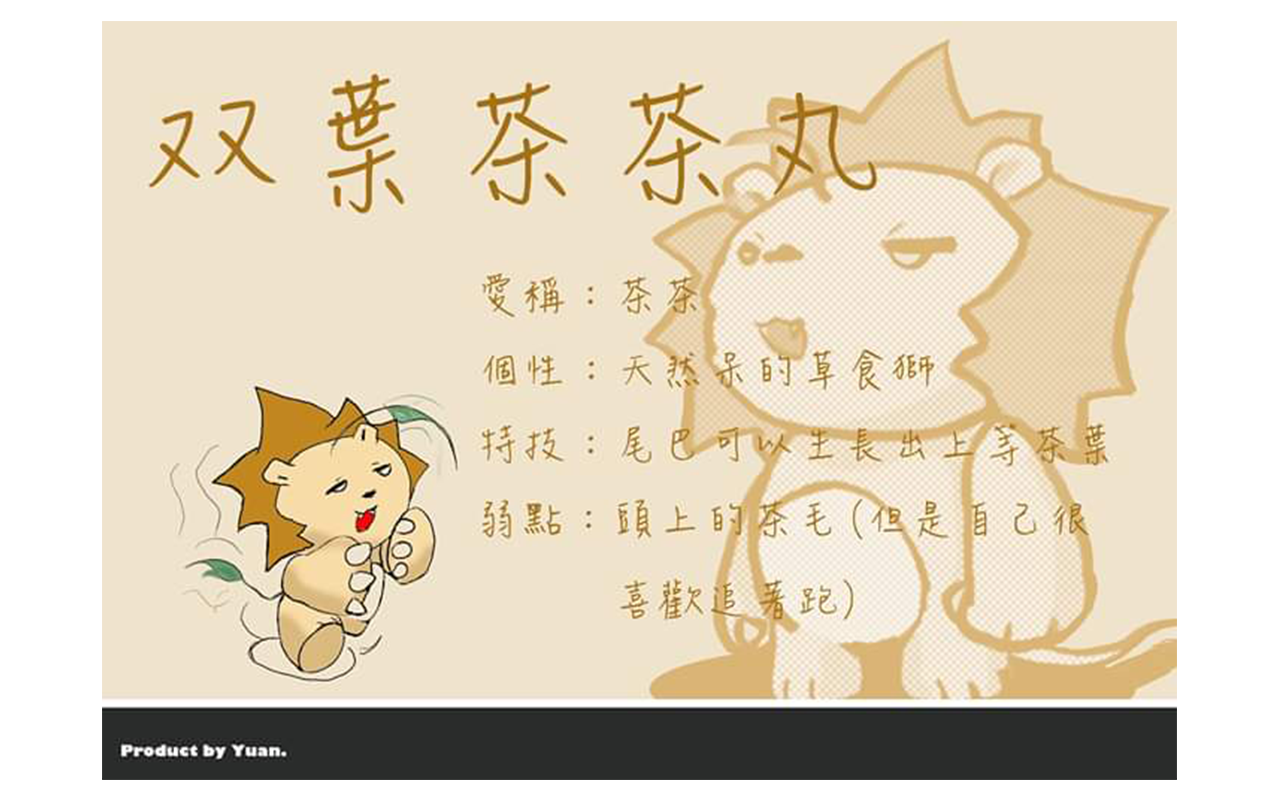 双葉茶茶丸
愛稱：茶茶
個性：天然呆的草食獅
特技：尾巴可以生長出上等茶葉
弱點：頭上的茶毛(但是自己很
喜歡追著跑)
Product by Yuan.